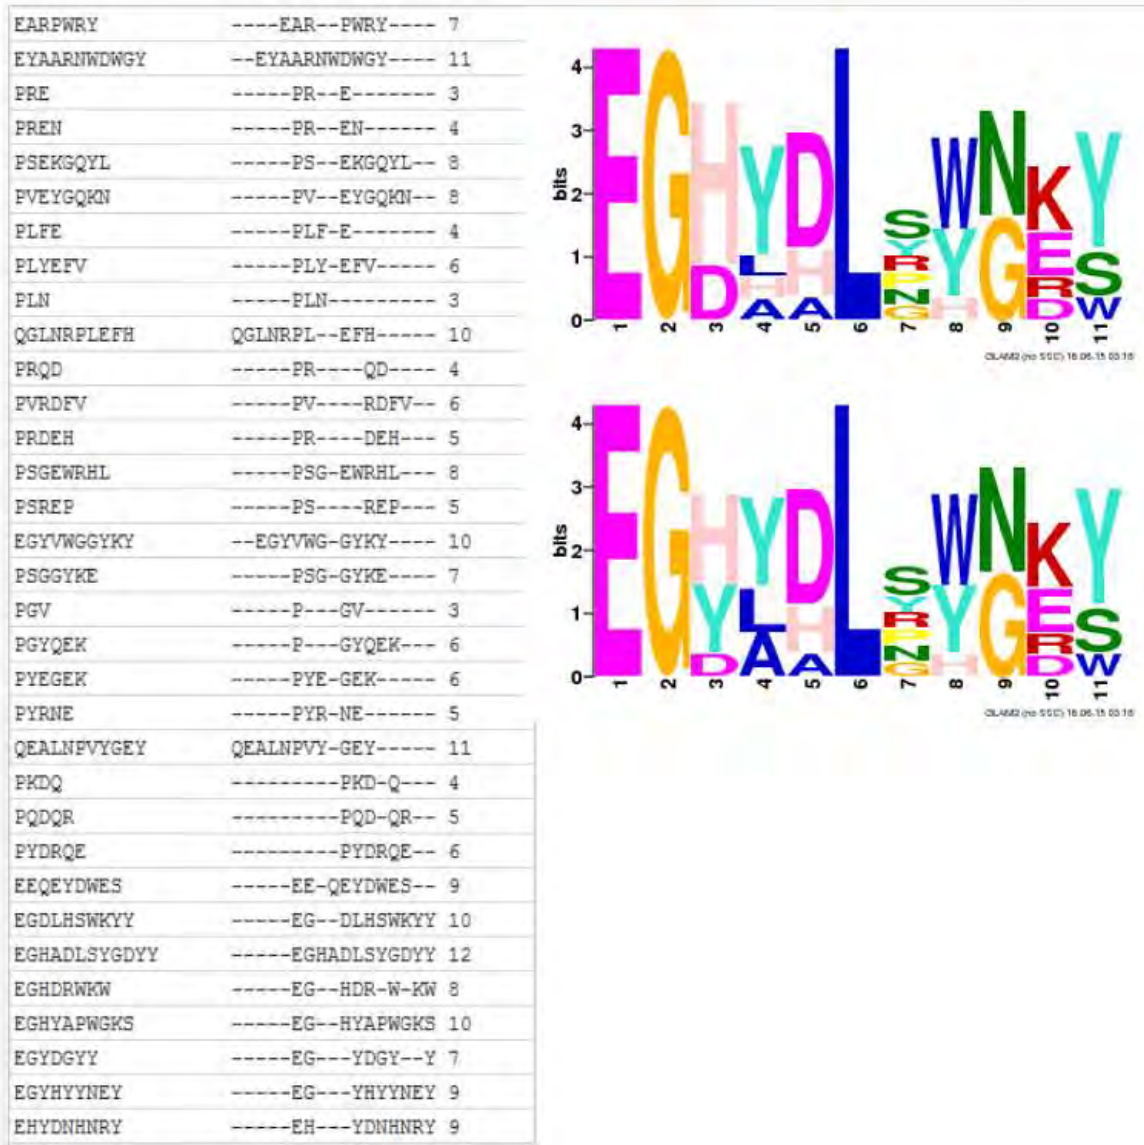 EARPWRY ----EAR--PWRY---- 7
EYAARNWDWGY --EYAARNWDWGY---- 11
PRE -----PR--E------- 3
PREN -----PR--EN------ 4
PSEKGQYL -----PS--EKGQYL-- 8
PVEYGQKN -----PV--EYGQKN-- 8
PLFE -----PLF-E------- 4
PLYEFV -----PLY-EFV----- 6
PLN -----PLN--------- 3
QGLNRPLEFH QGLNRPL--EFH----- 10
PRQD -----PR----QD---- 4
PVRDFV -----PV----RDFV-- 6
PRDEH -----PR----DEH--- 5
PSGEWRHL -----PSG-EWRHL--- 8
PSREP -----PS----REP--- 5
EGYVWGGYKY --EGYVWG-GYKY---- 10
PSGGYKE -----PSG-GYKE---- 7
PGV -----P---GV------ 3
PGYQEK -----P---GYQEK--- 6
PYEGEK -----PYE-GEK----- 6
PYRNE -----PYR-NE------ 5
QEALNPVYGEY QEALNPVY-GEY----- 11
PKDQ ---------PKD-Q--- 4
PQDQR ---------PQD-QR-- 5
PYDRQE ---------PYDRQE-- 6
EEQEYDWES -----EE-QEYDWES-- 9
EGDLHSWKYY -----EG--DLHSWKYY 10
EGHADLSYGDYY -----EGHADLSYGDYY 12
EGHDRWKW -----EG--HDR-W-KW 8
EGHYAPWGKS -----EG--HYAPWGKS 10
EGYDGYY -----EG---YDGY--Y 7
EGYHYYNEY -----EG---YHYYNEY 9
EHYDNHNRY -----EH---YDNHNRY 9
bits
4
3
2
1
0
E G H Y D L S W N K Y
D L H Y Y G E S
H A R H R W
A P D
N
G
1 2 3 4 5 6 7 8 9 10 11
bits
4
3
2
1
0
E G H Y D L S W N K Y
Y L H Y Y G E S
D A A R H R W
P D
N
G
1 2 3 4 5 6 7 8 9 10 11